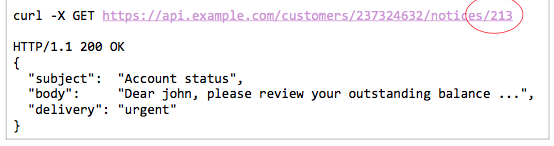 curl -X GET https://api.example.com/customers/237324632/notices/213
HTTP/1.1 200 OK
{
"subject": "Account status",
"body": "Dear john, please review your outstanding balance ...",
"delivery": "urgent"
}